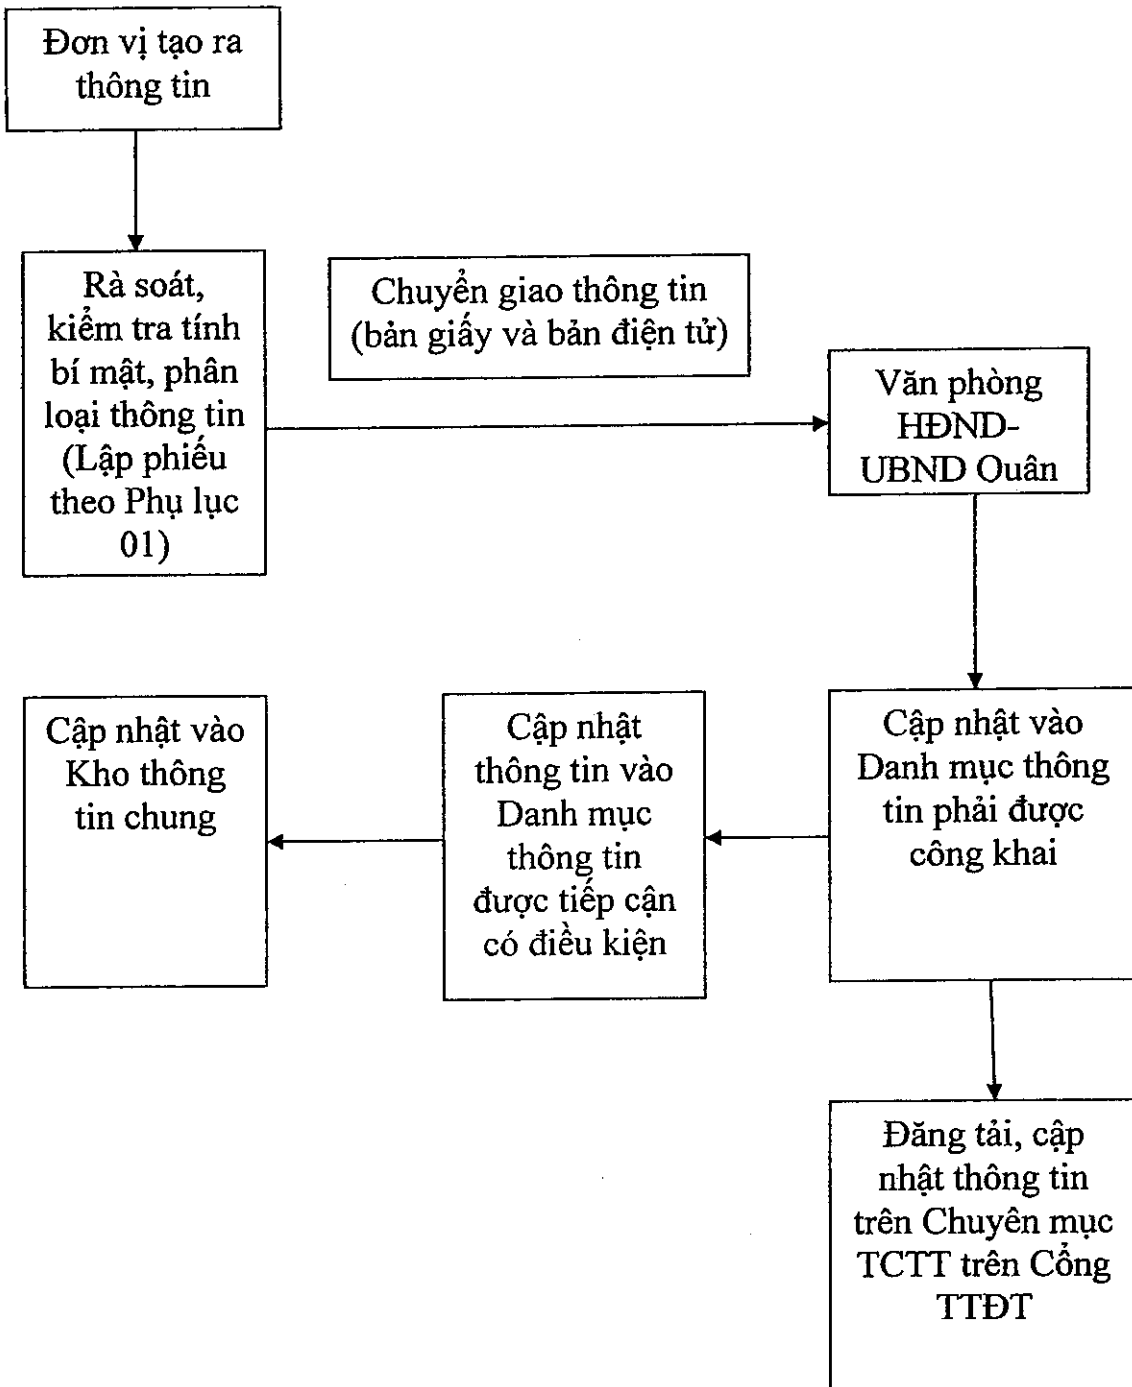 Đơn vị tạo ra
thông tin
Rà soát,
kiểm tra tính
bí mật, phân
loại thông tin
(Lập phiếu
theo Phụ lục
01)
Chuyển giao thông tin
(bản giấy và bản điện tử)
Văn phòng
HĐND-
UBND Quân
Cập nhật vào
Danh mục thông
tin phải được
công khai
Cập nhật
thông tin vào
Danh mục
thông tin
được tiếp cận
có điều kiện
Cập nhật vào
Kho thông
tin chung
Đăng tải, cập
nhật thông tin
trên Chuyên mục
TCTT trên Cổng
TTĐT